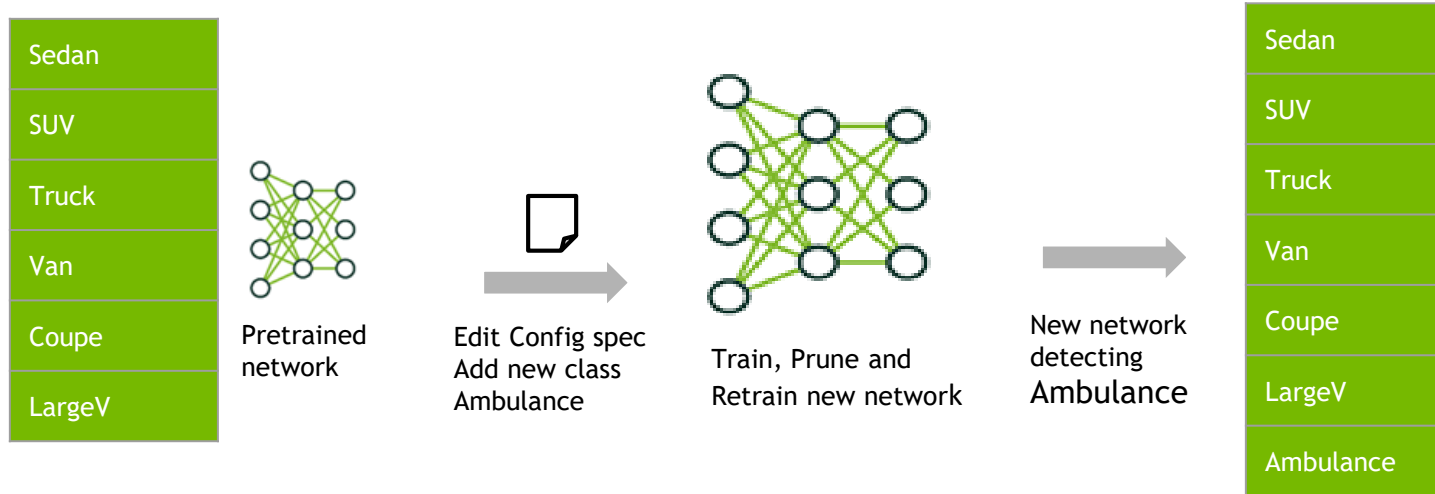 Sedan
SUV
Truck
Van
Coupe
LargeV
Pretrained
network
Edit Config spec
Add new class
Ambulance
Train, Prune and
Retrain new network
New network
detecting
Ambulance
Sedan
SUV
Truck
Van
Coupe
LargeV
Ambulance